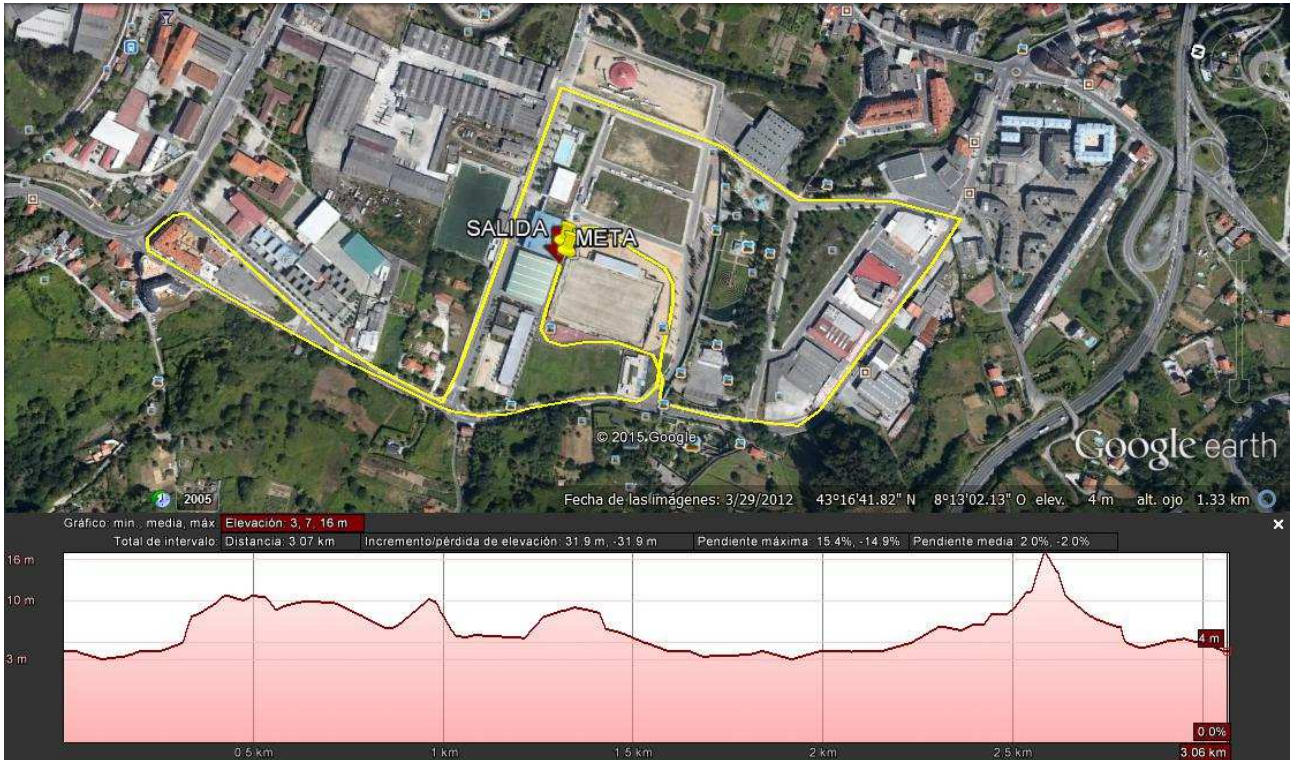 SALIDA
META
© 2015 Google
Google earth
2005
Fecha de las imágenes: 3/29/2012 43°16'41.82" N 8°13'02.13" O elev. 4 m alt. ojo 1.33 km
Gráfico: min., media, máx Elevación: 3, 7, 16 m
Total de intervalo: Distancia: 3.07 km Incremento/pérdida de elevación: 31.9 m, -31.9 m Pendiente máxima: 15.4%, -14.9% Pendiente media: 2.0%, -2.0%
16 m
10 m
3 m
4 m
0.0%
0.5 km 1 km 1.5 km 2 km 2.5 km 3.06 km